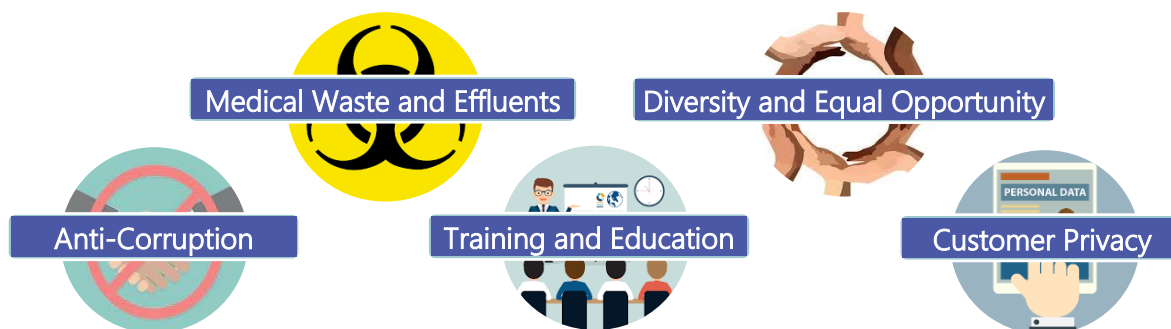 Medical Waste and Effluents
Diversity and Equal Opportunity
PERSONAL DATA
Anti-Corruption
Training and Education
Customer Privacy